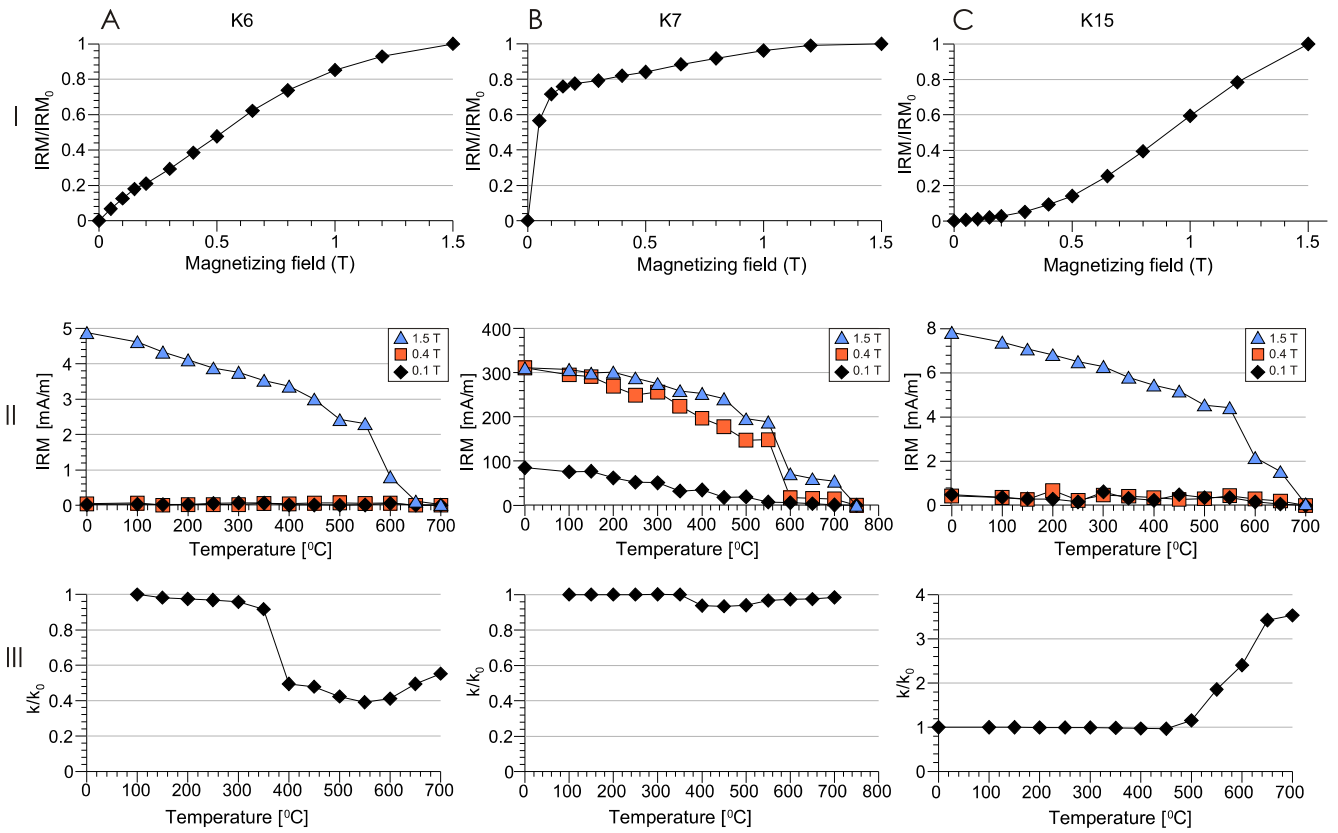 A K6
B K7
C K15
I
IRM/IRM0
1
0.8
0.6
0.4
0.2
0
0 0.5 1 1.5
Magnetizing field (T)
IRM/IRM0
1
0.8
0.6
0.4
0.2
0
0 0.5 1 1.5
Magnetizing field (T)
IRM/IRM0
1
0.8
0.6
0.4
0.2
0
0 0.5 1 1.5
Magnetizing field (T)
II
IRM [mA/m]
5
4
3
2
1
0
1.5 T
0.4 T
0.1 T
0 100 200 300 400 500 600 700
Temperature [⁰C]
IRM [mA/m]
400
300
200
100
0
1.5 T
0.4 T
0.1 T
0 100 200 300 400 500 600 700 800
Temperature [⁰C]
IRM [mA/m]
8
6
4
2
0
1.5 T
0.4 T
0.1 T
0 100 200 300 400 500 600 700
Temperature [⁰C]
III
k/k0
1
0.8
0.6
0.4
0.2
0
0 100 200 300 400 500 600 700
Temperature [⁰C]
k/k0
1
0.8
0.6
0.4
0.2
0
0 100 200 300 400 500 600 700 800
Temperature [⁰C]
k/k0
4
3
2
1
0
0 100 200 300 400 500 600 700
Temperature [⁰C]